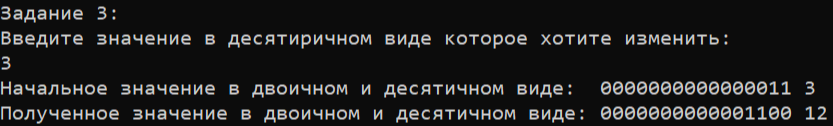 Задание 3:
Введите значение в десятиричном виде которое хотите изменить:
3
Начальное значение в двоичном и десятичном виде:  0000000000000011 3
Полученное значение в двоичном и десятичном виде: 0000000000001100 12